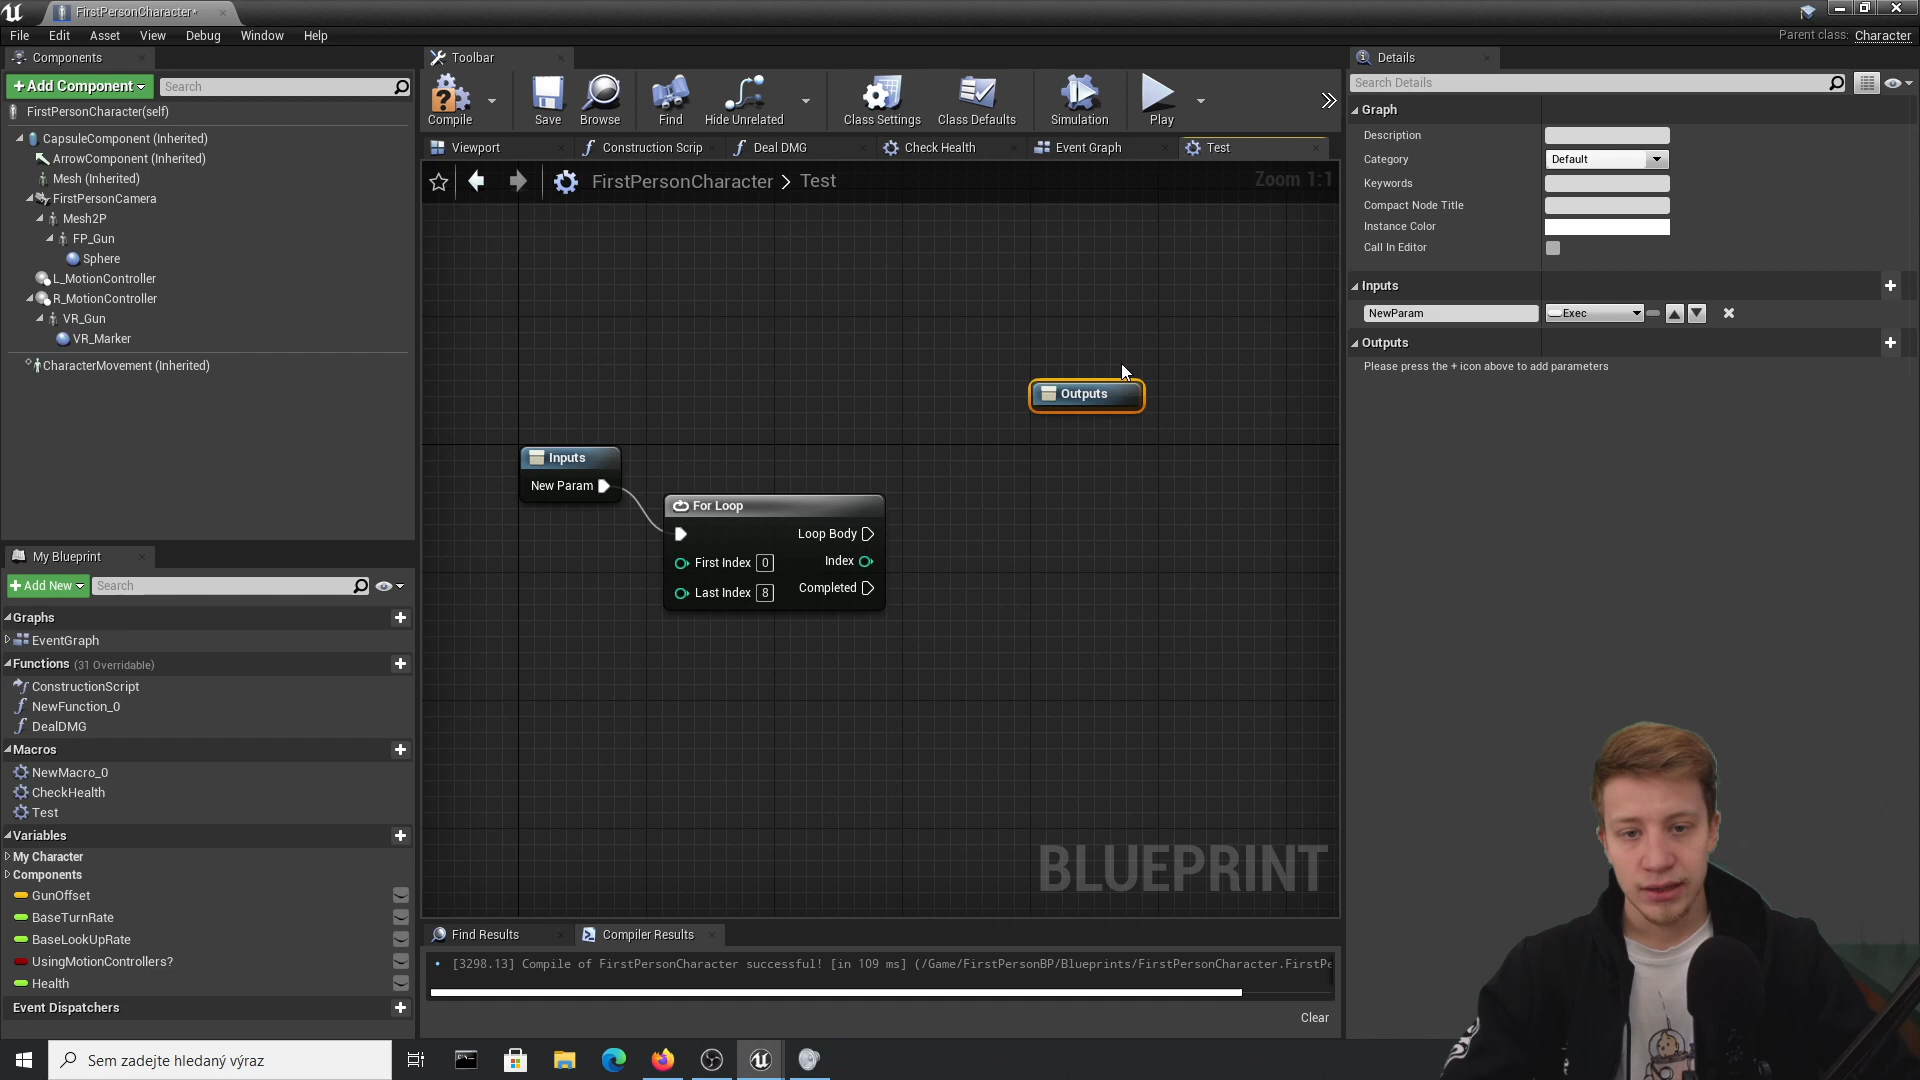 FirstPersonCharacter*
File Edit Asset View Debug Window Help
Parent class: Character
Components
Add Component
Search
FirstPersonCharacter(self)
CapsuleComponent (Inherited)
ArrowComponent (Inherited)
Mesh (Inherited)
FirstPersonCamera
Mesh2P
FP_Gun
Sphere
L_MotionController
R_MotionController
VR_Gun
VR_Marker
CharacterMovement (Inherited)
My Blueprint
Add New
Search
Graphs
EventGraph
Functions (31 Overridable)
ConstructionScript
NewFunction_0
DealDMG
Macros
NewMacro_0
CheckHealth
Test
Variables
My Character
Components
GunOffset
BaseTurnRate
BaseLookUpRate
UsingMotionControllers?
Health
Event Dispatchers
Toolbar
Compile Save Browse Find Hide Unrelated Class Settings Class Defaults Simulation Play
Viewport Construction Scrip Deal DMG Check Health Event Graph Test
FirstPersonCharacter > Test
Zoom 1:1
Outputs
Inputs
New Param
For Loop
Loop Body
First Index 0
Index
Last Index 8
Completed
BLUEPRINT
Find Results Compiler Results
[3298.13] Compile of FirstPersonCharacter successful! [in 109 ms] (/Game/FirstPersonBP/Blueprints/FirstPersonCharacter.FirstPe
Clear
Details
Search Details
Graph
Description
Category Default
Keywords
Compact Node Title
Instance Color
Call In Editor
Inputs
NewParam Exec
Outputs
Please press the + icon above to add parameters
Sem zadejte hledaný výraz